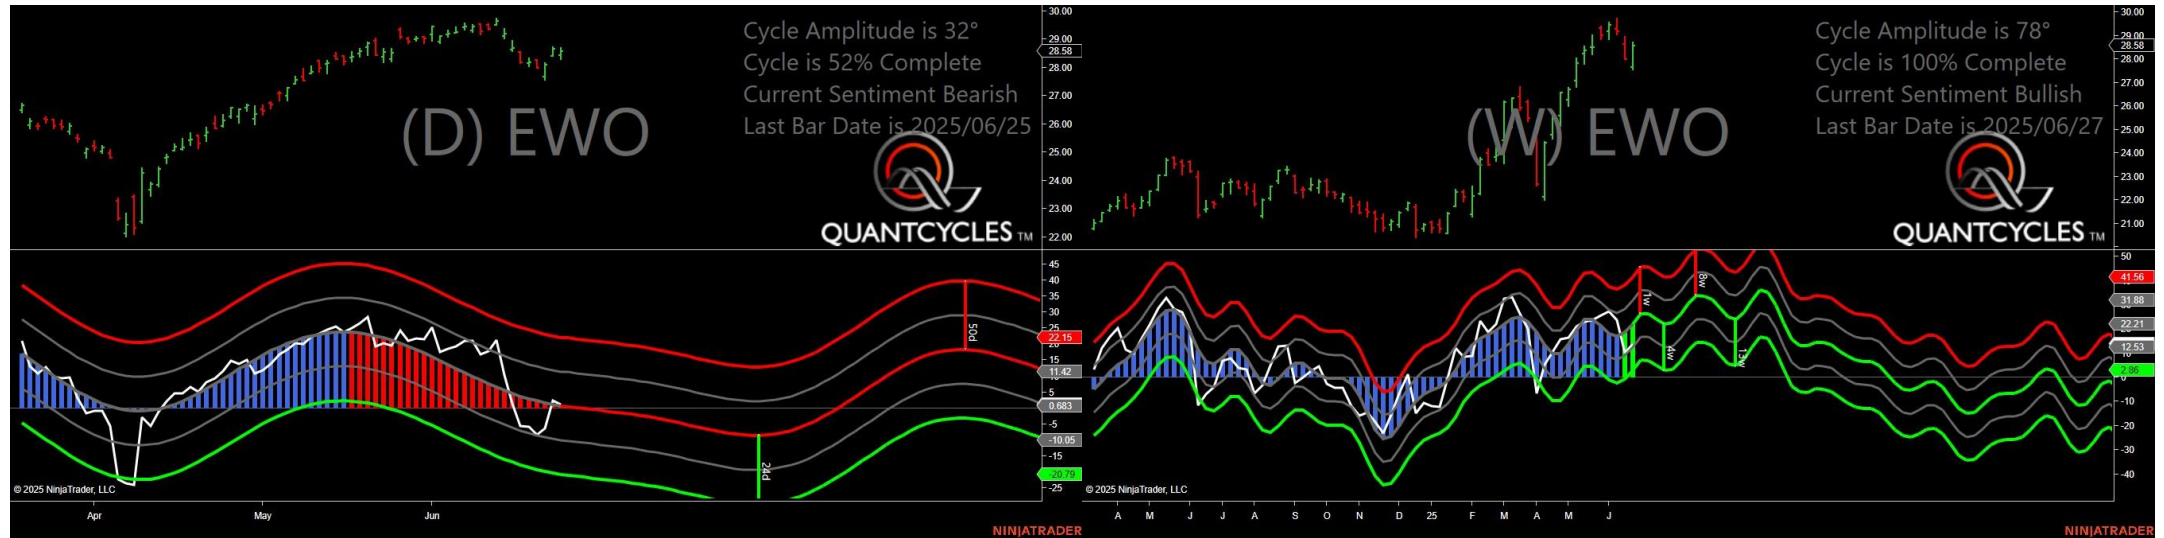 Cycle Amplitude is 32°
Cycle is 52% Complete
Current Sentiment Bearish
Last Bar Date is 2025/06/25
(D) EWO
QUANTCYCLES TM
30.00
29.00
28.58
28.00
27.00
26.00
25.00
24.00
23.00
22.00
45
35
30
25
22.15
15
11.42
5
0.683
-5
-10.05
-15
-20.79
-25
50d
24d
© 2025 NinjaTrader, LLC
Apr May Jun
NINJATRADER
Cycle Amplitude is 78°
Cycle is 100% Complete
Current Sentiment Bullish
Last Bar Date is 2025/06/27
(W) EWO
QUANTCYCLES TM
30.00
29.00
28.58
28.00
27.00
26.00
25.00
24.00
23.00
22.00
21.00
50
41.56
31.88
22.21
12.53
2.86
-10
-20
-30
-40
1w
8w
4w
13w
© 2025 NinjaTrader, LLC
A M J J A S O N D 25 F M A M J
NINJATRADER